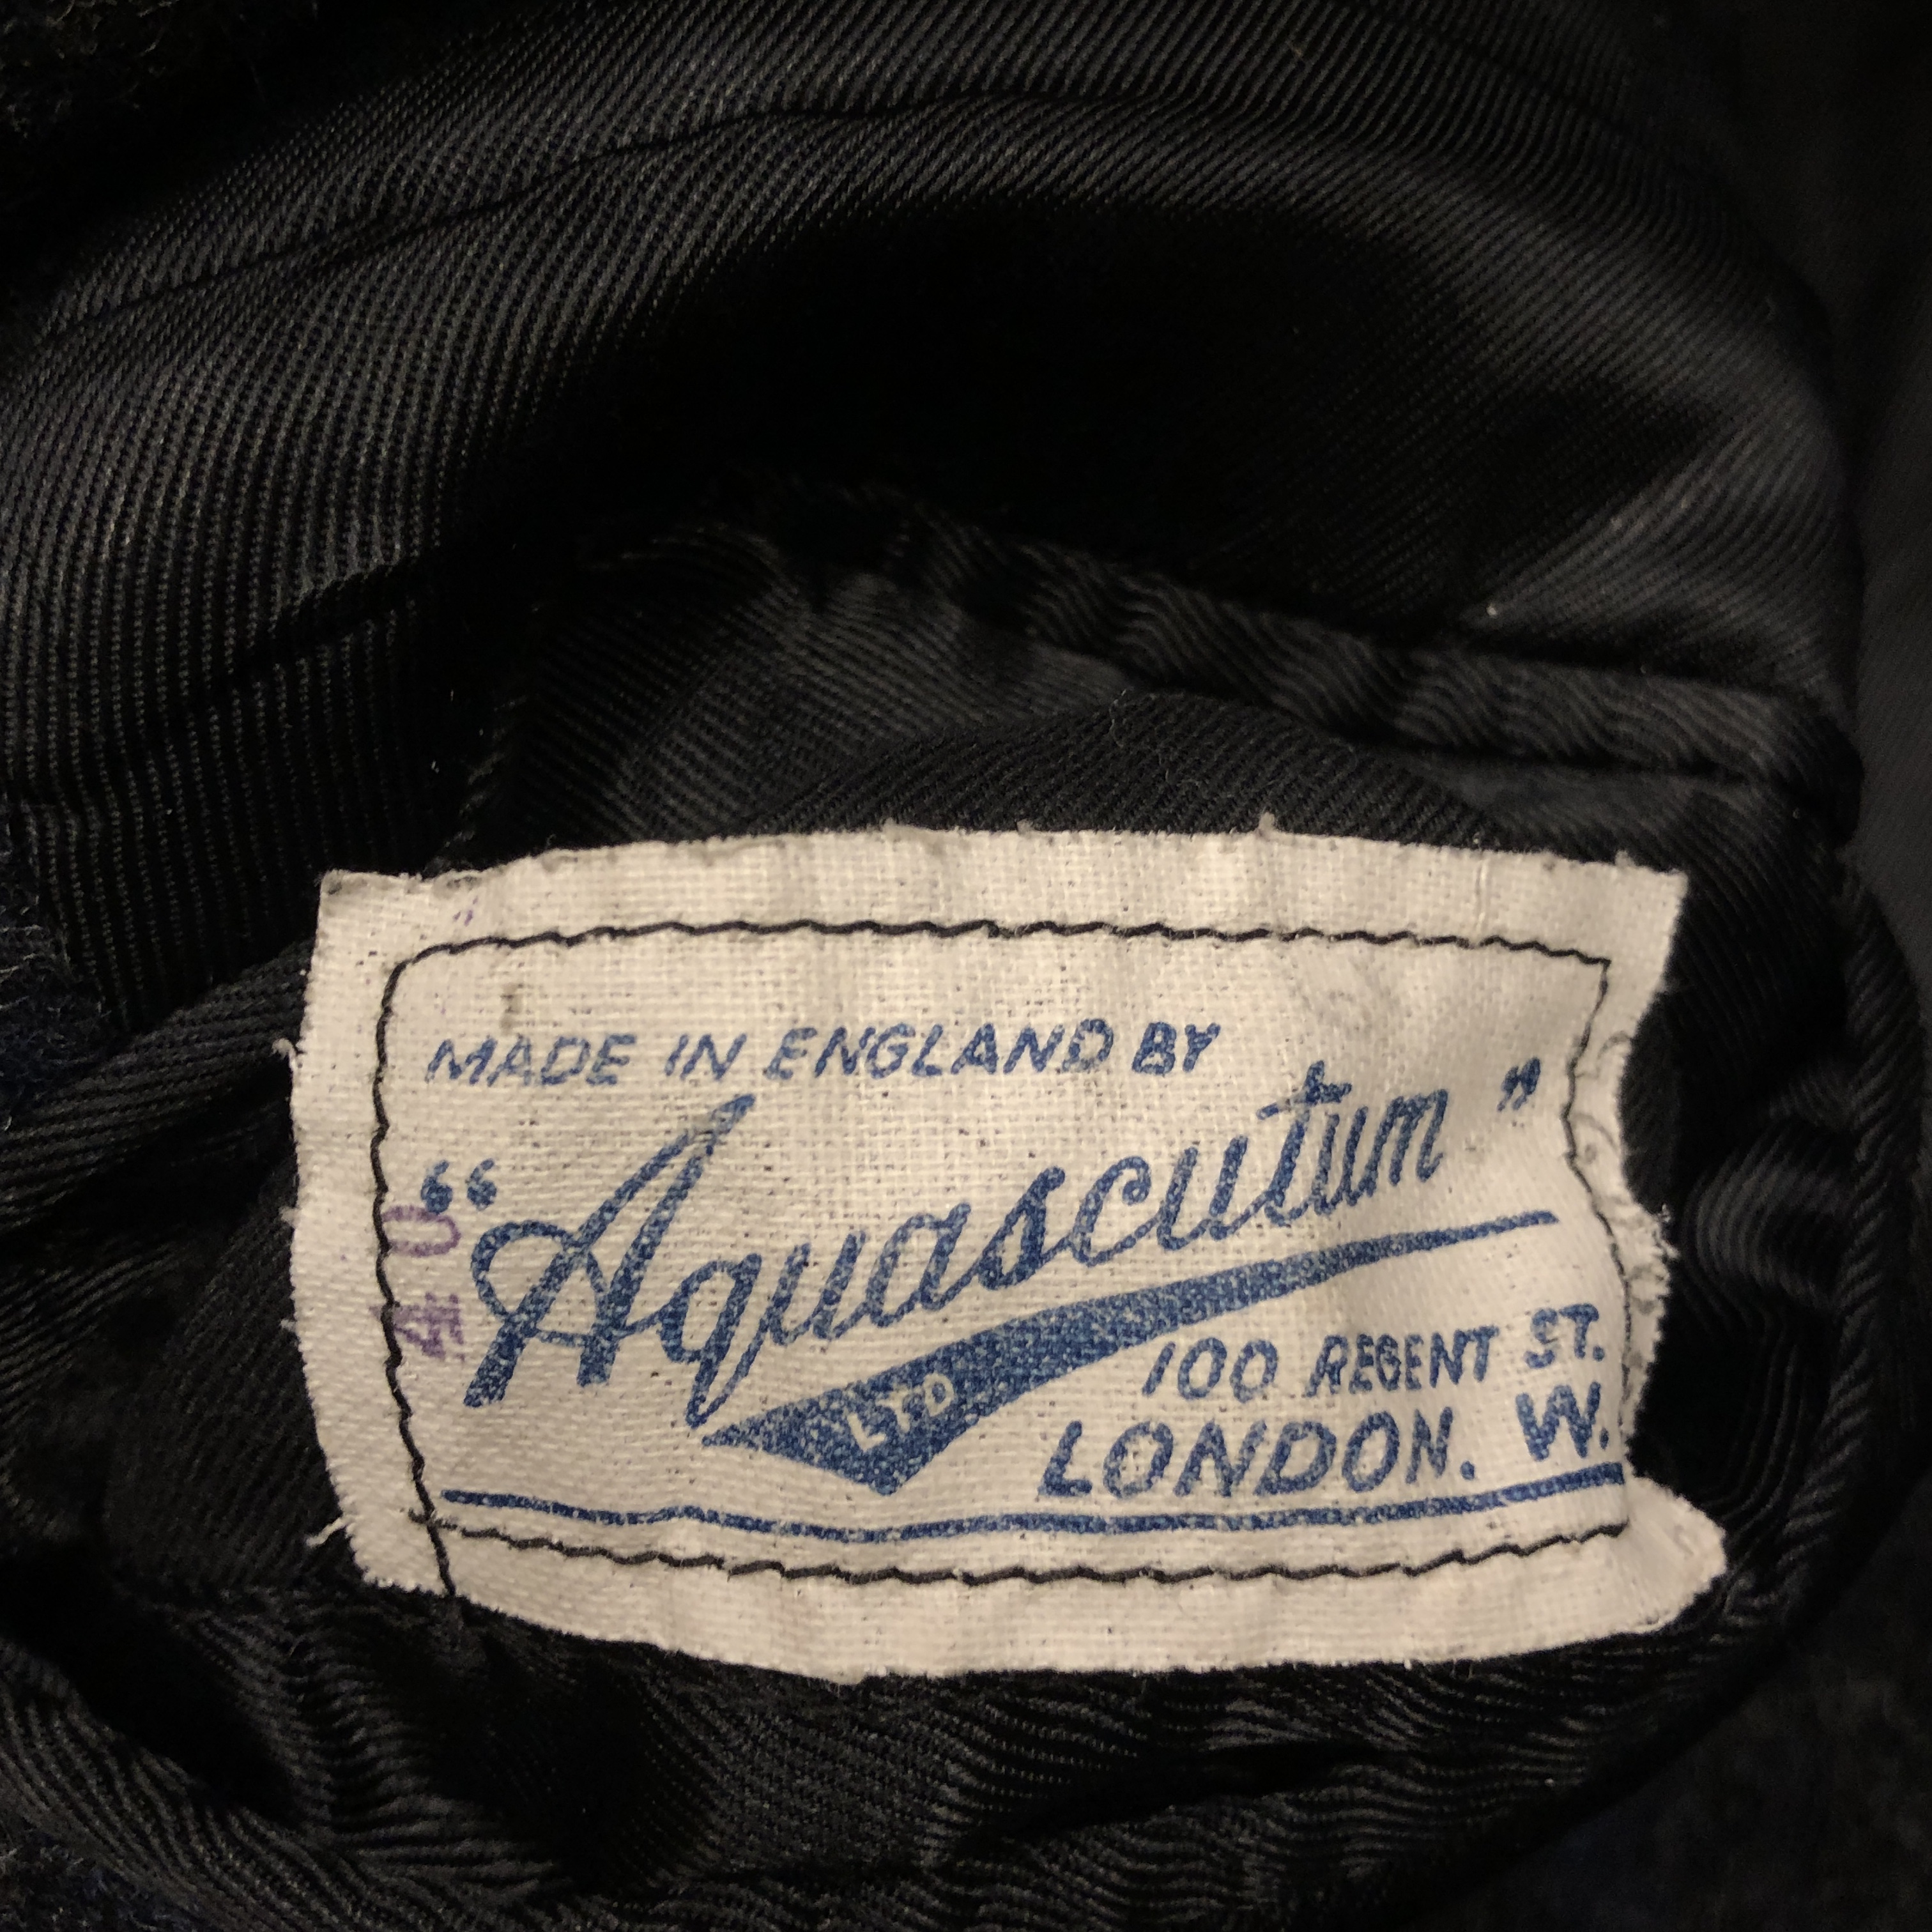 MADE IN ENGLAND BY
“Aquascutum”
LTD
100 REGENT ST.
LONDON. W.
40